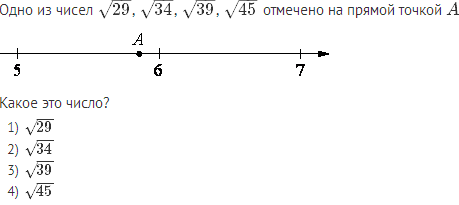 Одно из чисел √29, √34, √39, √45 отмечено на прямой точкой A
A
5 6 7
Какое это число?
1) √29
2) √34
3) √39
4) √45